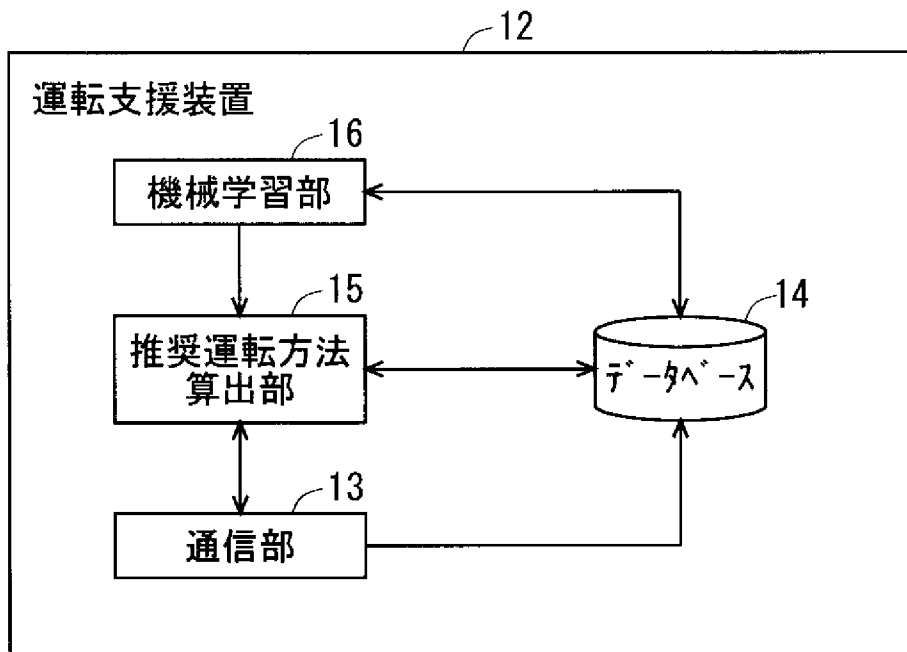 12
運転支援装置
16
機械学習部
15
推奨運転方法
算出部
14
ﾃﾞｰﾀﾍﾞｰｽ
13
通信部